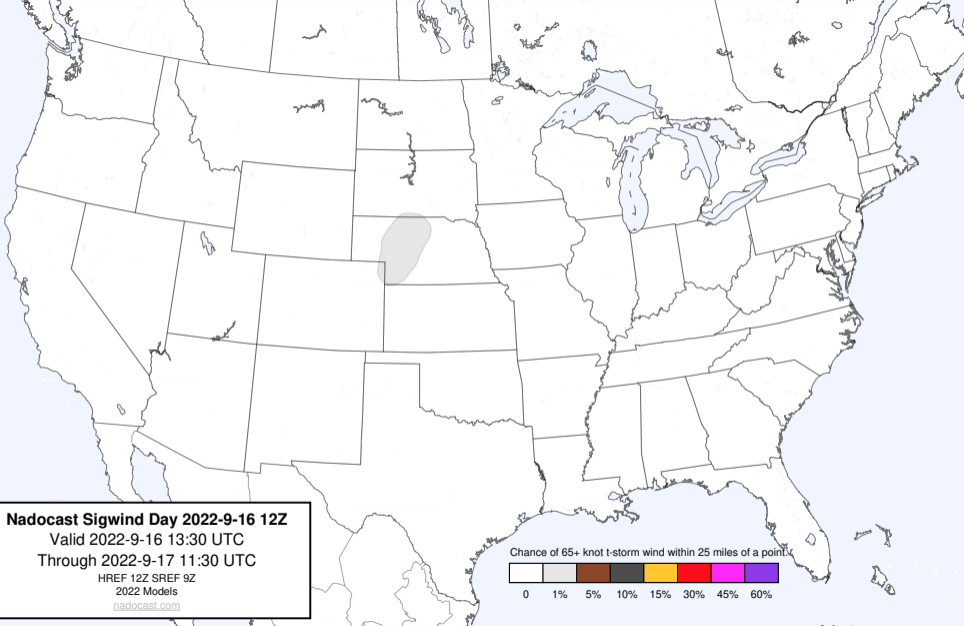 Nadocast Sigwind Day 2022-9-16 12Z
Valid 2022-9-16 13:30 UTC
Through 2022-9-17 11:30 UTC
HREF 12Z SREF 9Z
2022 Models
nadocast.com
Chance of 65+ knot t-storm wind within 25 miles of a point.
0 1% 5% 10% 15% 30% 45% 60%